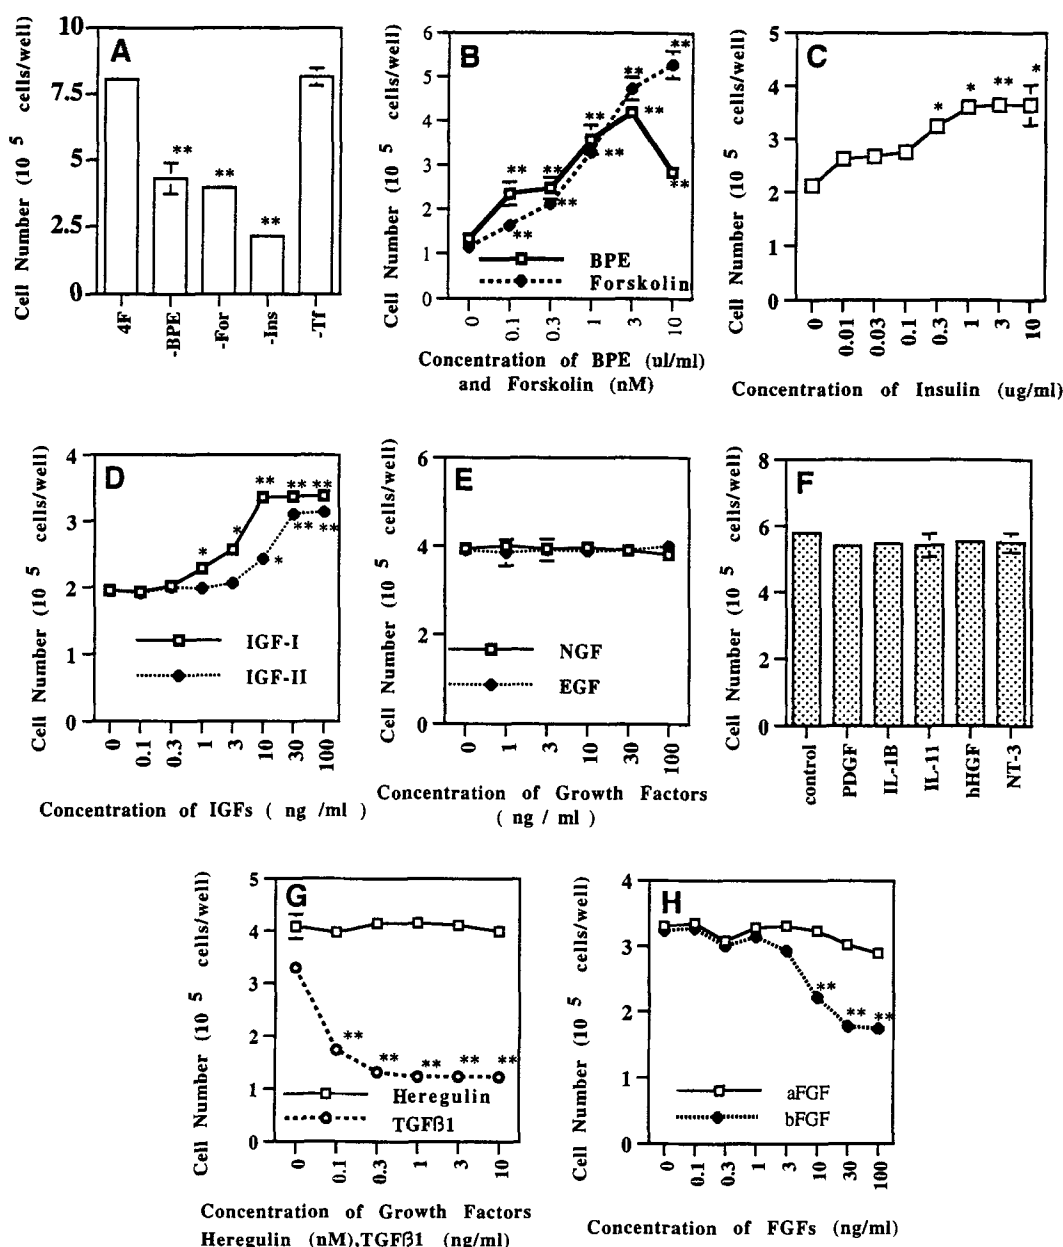 A
Cell Number (10 5 cells/well)
10
7.5
5
2.5
0
**
**
**
4F
-BPE
-For
-Ins
-Tf
B
Cell Number (10 5 cells/well)
6
5
4
3
2
1
0
**
**
**
**
**
**
**
**
**
**
BPE
Forskolin
0
0.1
0.3
1
3
10
Concentration of BPE (ul/ml)
and Forskolin (nM)
C
Cell Number (10 5 cells/well)
5
4
3
2
1
0
*
*
**
*
0
0.01
0.03
0.1
0.3
1
3
10
Concentration of Insulin (ug/ml)
D
Cell Number (10 5 cells/well)
4
3
2
1
0
*
*
**
**
**
*
**
**
IGF-I
IGF-II
0
0.1
0.3
1
3
10
30
100
Concentration of IGFs ( ng /ml )
E
Cell Number (10 5 cells/well)
6
4
2
0
NGF
EGF
0
1
3
10
30
100
Concentration of Growth Factors
( ng / ml )
F
Cell Number (10 5 cells/well)
8
6
4
2
0
control
PDGF
IL-1B
IL-11
hHGF
NT-3
G
Cell Number (10 5 cells/well)
5
4
3
2
1
0
**
**
**
**
**
Heregulin
TGFß1
0
0.1
0.3
1
3
10
Concentration of Growth Factors
Heregulin (nM),TGFß1 (ng/ml)
H
Cell Number (10 5 cells/well)
4
3
2
1
0
**
**
**
aFGF
bFGF
0
0.1
0.3
1
3
10
30
100
Concentration of FGFs (ng/ml)